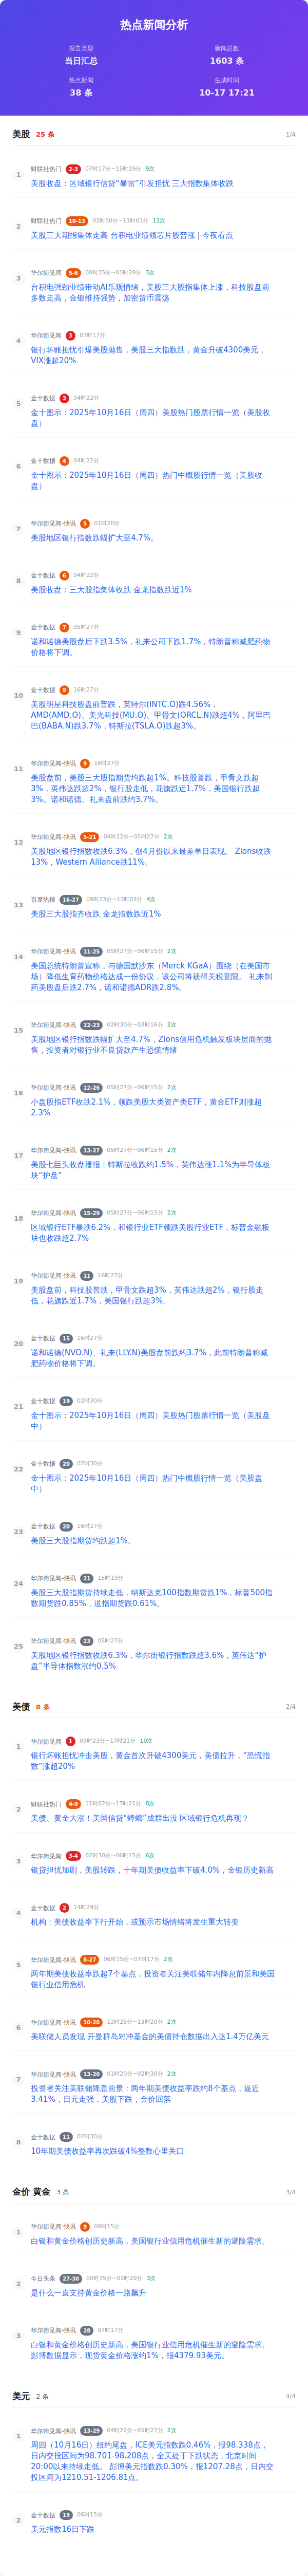 热点新闻分析
报告类型
当日汇总
新闻总数
1603 条
热点新闻
38 条
生成时间
10-17 17:21
美股 25 条 1/4
1
财联社热门 2-3 07时17分~15时19分 9次
美股收盘：区域银行信贷“暴雷”引发担忧 三大指数集体收跌
2
财联社热门 10-13 02时30分~11时03分 11次
美股三大期指集体走高 台积电业绩领芯片股普涨 | 今夜看点
3
华尔街见闻 5-6 00时35分~01时20分 3次
台积电强劲业绩带动AI乐观情绪，美股三大股指集体上涨，科技股盘前
多数走高，金银维持强势，加密货币震荡
4
华尔街见闻 3 07时17分
银行坏账担忧引爆美股抛售，美股三大指数跌，黄金升破4300美元，
VIX涨超20%
5
金十数据 3 04时22分
金十图示：2025年10月16日（周四）美股热门股票行情一览（美股收
盘）
6
金十数据 4 04时22分
金十图示：2025年10月16日（周四）热门中概股行情一览（美股收
盘）
7
华尔街见闻-快讯 5 01时20分
美股地区银行指数跌幅扩大至4.7%。
8
金十数据 6 04时22分
美股收盘：三大股指集体收跌 金龙指数跌近1%
9
金十数据 7 05时27分
诺和诺德美股盘后下跌3.5%，礼来公司下跌1.7%，特朗普称减肥药物
价格将下调。
10
金十数据 9 16时27分
美股明星科技股盘前普跌，英特尔(INTC.O)跌4.56%，
AMD(AMD.O)、美光科技(MU.O)、甲骨文(ORCL.N)跌超4%，阿里巴
巴(BABA.N)跌3.7%，特斯拉(TSLA.O)跌超3%。
11
华尔街见闻-快讯 9 16时27分
美股盘前，美股三大股指期货均跌超1%。科技股普跌，甲骨文跌超
3%，英伟达跌超2%，银行股走低，花旗跌近1.7%，美国银行跌超
3%。诺和诺德、礼来盘前跌约3.7%。
12
华尔街见闻-快讯 5-21 04时22分~05时27分 2次
美股地区银行指数收跌6.3%，创4月份以来最差单日表现。 Zions收跌
13%，Western Alliance跌11%。
13
百度热搜 16-27 09时23分~11时03分 4次
美股三大股指齐收跌 金龙指数跌近1%
14
华尔街见闻-快讯 11-25 05时27分~06时15分 2次
美国总统特朗普宣称，与德国默沙东（Merck KGaA）围绕（在美国市
场）降低生育药物价格达成一份协议，该公司将获得关税宽限。 礼来制
药美股盘后跌2.7%，诺和诺德ADR跌2.8%。
15
华尔街见闻-快讯 12-23 02时30分~03时16分 2次
美股地区银行指数跌幅扩大至4.7%，Zions信用危机触发板块层面的抛
售，投资者对银行业不良贷款产生恐慌情绪
16
华尔街见闻-快讯 12-26 05时27分~06时15分 2次
小盘股指ETF收跌2.1%，领跌美股大类资产类ETF，黄金ETF则涨超
2.3%
17
华尔街见闻-快讯 13-27 05时27分~06时15分 2次
美股七巨头收盘播报｜特斯拉收跌约1.5%，英伟达涨1.1%为半导体板
块“护盘”
18
华尔街见闻-快讯 15-29 05时27分~06时15分 2次
区域银行ETF暴跌6.2%，和银行业ETF领跌美股行业ETF，标普金融板
块也收跌超2.7%
19
华尔街见闻-快讯 11 16时27分
美股盘前，科技股普跌，甲骨文跌超3%，英伟达跌超2%，银行股走
低，花旗跌近1.7%，美国银行跌超3%。
20
金十数据 15 16时27分
诺和诺德(NVO.N)、礼来(LLY.N)美股盘前跌约3.7%，此前特朗普称减
肥药物价格将下调。
21
金十数据 19 02时30分
金十图示：2025年10月16日（周四）美股热门股票行情一览（美股盘
中）
22
金十数据 20 02时30分
金十图示：2025年10月16日（周四）热门中概股行情一览（美股盘
中）
23
金十数据 20 16时27分
美股三大股指期货均跌超1%。
24
华尔街见闻-快讯 21 15时19分
美股三大股指期货持续走低，纳斯达克100指数期货跌1%，标普500指
数期货跌0.85%，道指期货跌0.61%。
25
华尔街见闻-快讯 23 05时27分
美股地区银行指数收跌6.3%，华尔街银行指数跌超3.6%，英伟达“护
盘”半导体指数涨约0.5%
美债 8 条 2/4
1
华尔街见闻 1 09时23分~17时21分 10次
银行坏账担忧冲击美股，黄金首次升破4300美元，美债拉升，“恐慌指
数”涨超20%
2
财联社热门 4-9 11时02分~17时21分 8次
美债、黄金大涨！美国信贷“蟑螂”成群出没 区域银行危机再现？
3
华尔街见闻 3-4 02时30分~06时15分 6次
银贷担忧加剧，美股转跌，十年期美债收益率下破4.0%，金银历史新高
4
金十数据 2 14时29分
机构：美债收益率下行开始，或预示市场情绪将发生重大转变
5
华尔街见闻-快讯 8-27 06时15分~07时17分 2次
两年期美债收益率跌超7个基点，投资者关注美联储年内降息前景和美国
银行业信用危机
6
华尔街见闻-快讯 10-20 12时25分~13时20分 2次
美联储人员发现 开曼群岛对冲基金的美债持仓数据出入达1.4万亿美元
7
华尔街见闻-快讯 13-20 01时20分~02时30分 2次
投资者关注美联储降息前景：两年期美债收益率跌约8个基点，逼近
3.41%，日元走强，美股下跌，金价回落
8
金十数据 11 02时30分
10年期美债收益率再次跌破4%整数心里关口
金价 黄金 3 条 3/4
1
华尔街见闻-快讯 9 06时15分
白银和黄金价格创历史新高，美国银行业信用危机催生新的避险需求。
2
今日头条 27-30 00时35分~01时20分 3次
是什么一直支持黄金价格一路飙升
3
华尔街见闻-快讯 28 07时17分
白银和黄金价格创历史新高，美国银行业信用危机催生新的避险需求。
彭博数据显示，现货黄金价格涨约1%，报4379.93美元。
美元 2 条 4/4
1
华尔街见闻-快讯 13-29 04时22分~05时27分 2次
周四（10月16日）纽约尾盘，ICE美元指数跌0.46%，报98.338点，
日内交投区间为98.701-98.208点，全天处于下跌状态，北京时间
20:00以来持续走低。 彭博美元指数跌0.30%，报1207.28点，日内交
投区间为1210.51-1206.81点。
2
金十数据 19 06时15分
美元指数16日下跌